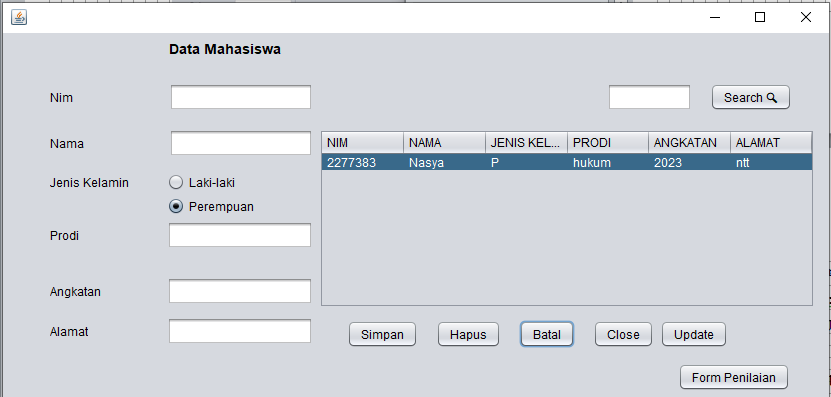 Data Mahasiswa
Nim
Search
Nama
NIM NAMA JENIS KEL... PRODI ANGKATAN ALAMAT
2277383 Nasya P hukum 2023 ntt
Jenis Kelamin Laki-laki
Perempuan
Prodi
Angkatan
Alamat
Simpan Hapus Batal Close Update
Form Penilaian